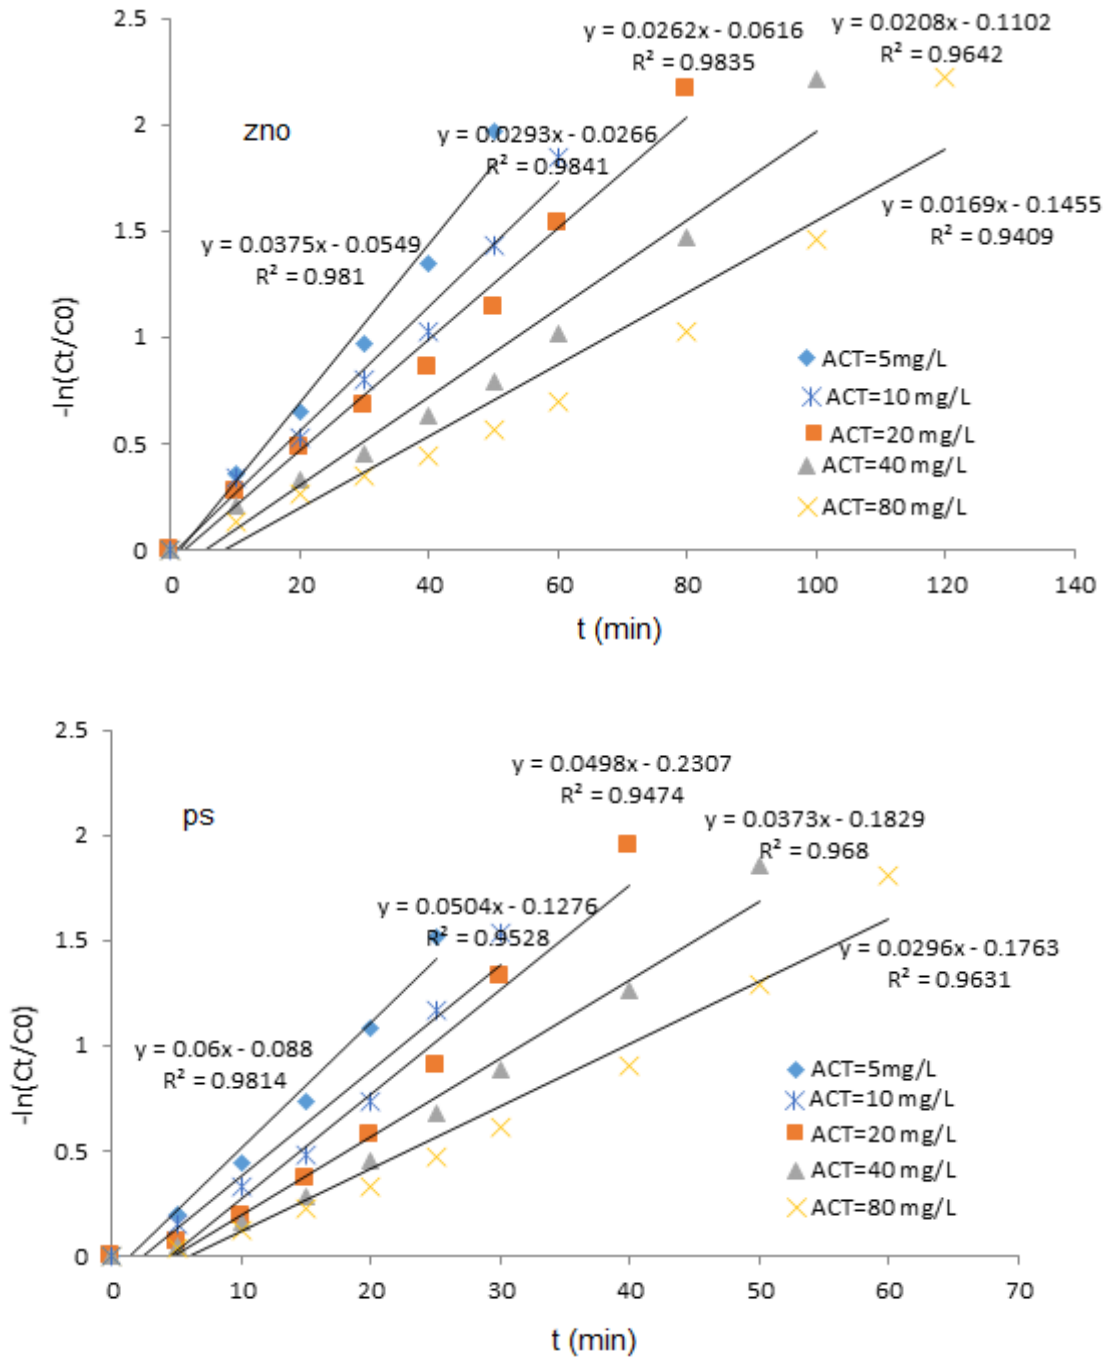 2.5
y = 0.0262x - 0.0616
R² = 0.9835
y = 0.0208x - 0.1102
R² = 0.9642
2
zno
y = 0.0293x - 0.0266
R² = 0.9841
1.5
y = 0.0375x - 0.0549
R² = 0.981
y = 0.0169x - 0.1455
R² = 0.9409
-ln(Ct/C0)
1
ACT=5mg/L
ACT=10 mg/L
ACT=20 mg/L
ACT=40 mg/L
ACT=80 mg/L
0.5
0
0 20 40 60 80 100 120 140
t (min)
2.5
y = 0.0498x - 0.2307
R² = 0.9474
2
ps
y = 0.0373x - 0.1829
R² = 0.968
1.5
y = 0.0504x - 0.1276
R² = 0.9528
y = 0.0296x - 0.1763
R² = 0.9631
-ln(Ct/C0)
1
y = 0.06x - 0.088
R² = 0.9814
ACT=5mg/L
ACT=10 mg/L
ACT=20 mg/L
ACT=40 mg/L
ACT=80 mg/L
0.5
0
0 10 20 30 40 50 60 70
t (min)